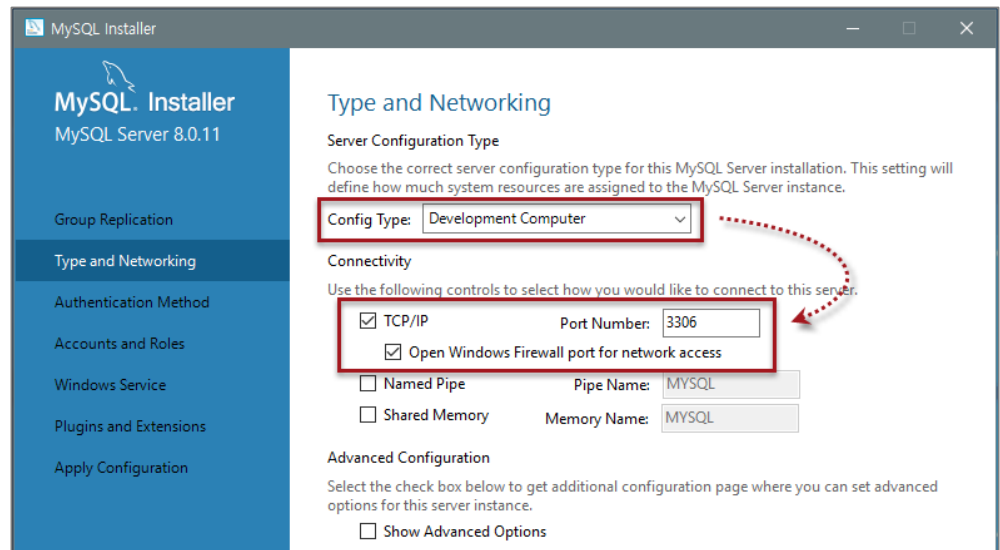 MySQL Installer
MySQL. Installer
MySQL Server 8.0.11
Group Replication
Type and Networking
Authentication Method
Accounts and Roles
Windows Service
Plugins and Extensions
Apply Configuration
Type and Networking
Server Configuration Type
Choose the correct server configuration type for this MySQL Server installation. This setting will
define how much system resources are assigned to the MySQL Server instance.
Config Type: Development Computer
Connectivity
Use the following controls to select how you would like to connect to this server.
TCP/IP Port Number: 3306
Open Windows Firewall port for network access
Named Pipe Pipe Name: MYSQL
Shared Memory Memory Name: MYSQL
Advanced Configuration
Select the check box below to get additional configuration page where you can set advanced
options for this server instance.
Show Advanced Options